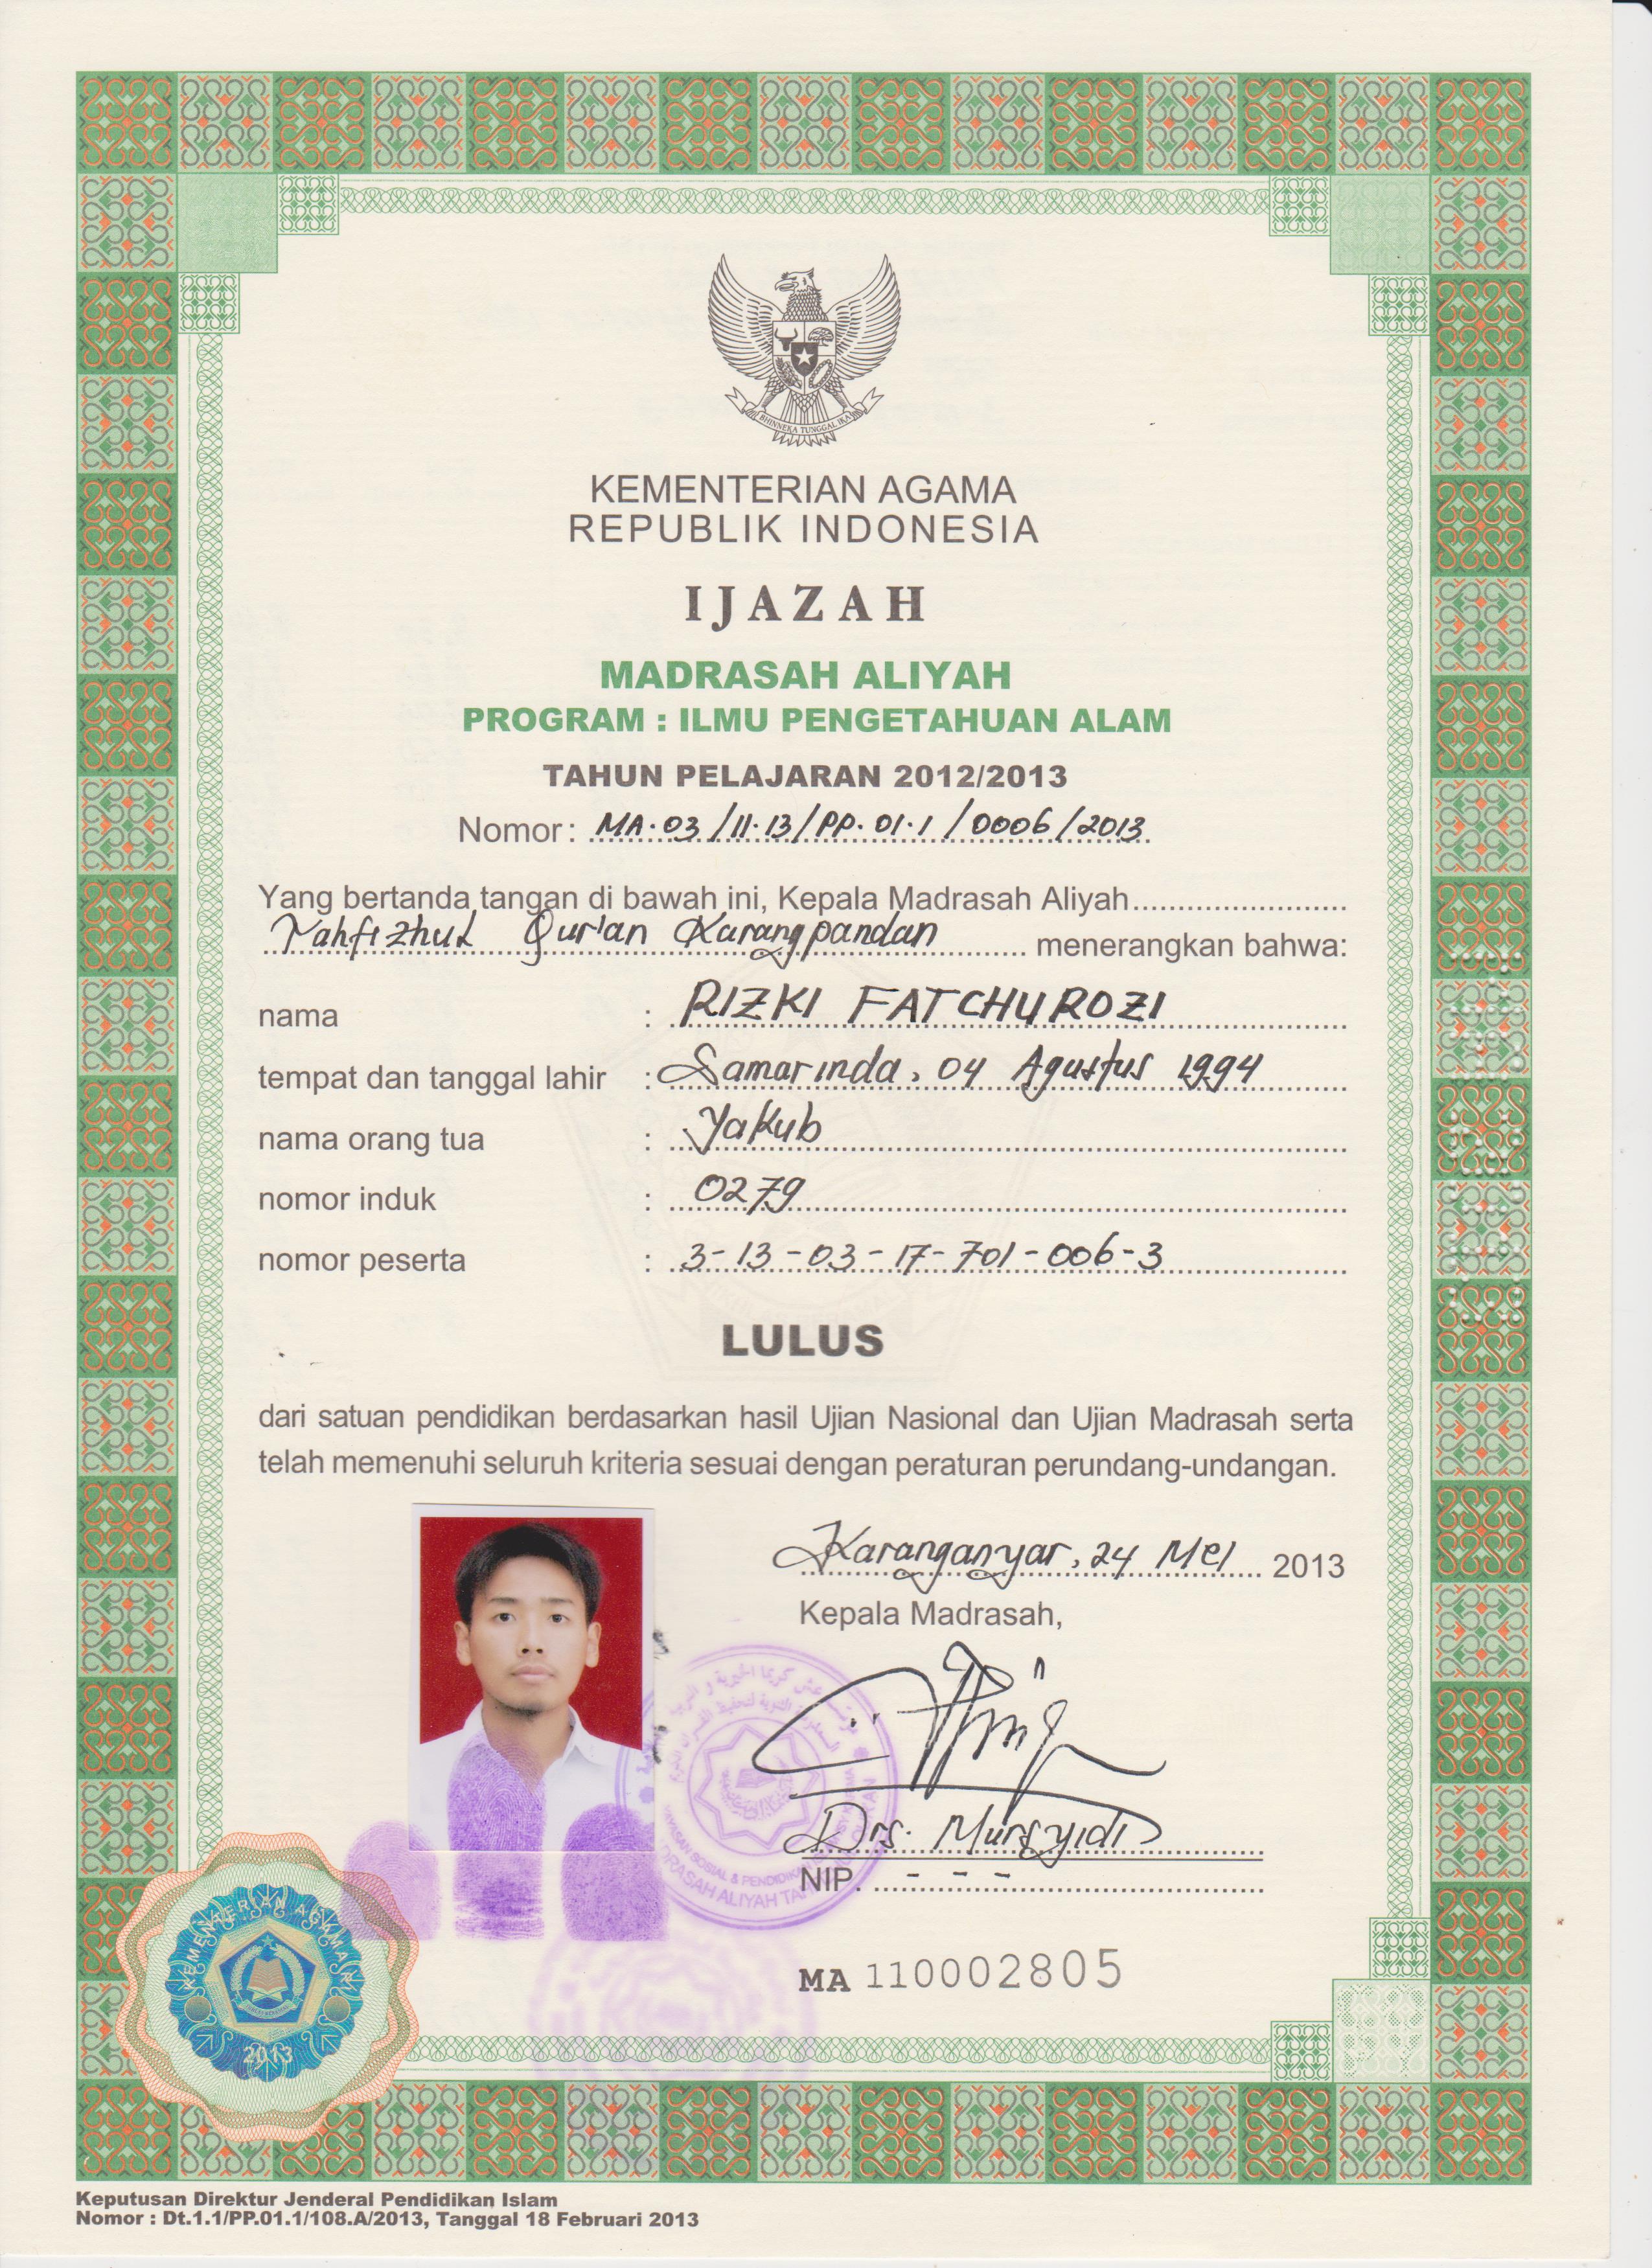 BHINNEKA TUNGGAL IKA
KEMENTERIAN AGAMA
REPUBLIK INDONESIA
IJAZAH
MADRASAH ALIYAH
PROGRAM : ILMU PENGETAHUAN ALAM
TAHUN PELAJARAN 2012/2013
Nomor : MA.03/11.13/PP.01.1/0006/2013
Yang bertanda tangan di bawah ini, Kepala Madrasah Aliyah
Tahfizhul Qur'an Karangpandan menerangkan bahwa:
nama : RIZKI FATCHUROZI
tempat dan tanggal lahir : Samarinda, 04 Agustus 1994
nama orang tua : Yakub
nomor induk : 0279
nomor peserta : 3-13-03-17-701-006-3
LULUS
dari satuan pendidikan berdasarkan hasil Ujian Nasional dan Ujian Madrasah serta
telah memenuhi seluruh kriteria sesuai dengan peraturan perundang-undangan.
Karanganyar, 24 Mei 2013
Kepala Madrasah,
Drs. Mursyidi
NIP. - - -
MA 110002805
KEMENTERIAN AGAMA RI
2013
Keputusan Direktur Jenderal Pendidikan Islam
Nomor : Dt.1.1/PP.01.1/108.A/2013, Tanggal 18 Februari 2013